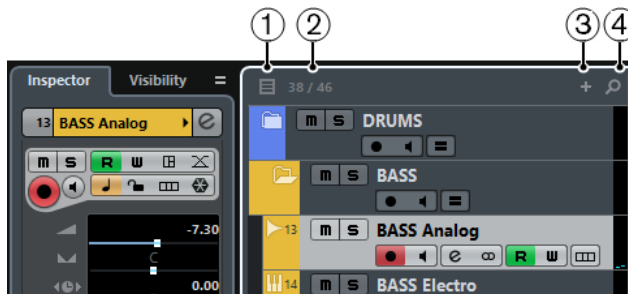 1 2 3 4
Inspector Visibility
38 / 46
13 BASS Analog e
m S DRUMS
m S R W
m S BASS
-7.30
13 m S BASS Analog
C
e R W
0.00
14 m S BASS Electro